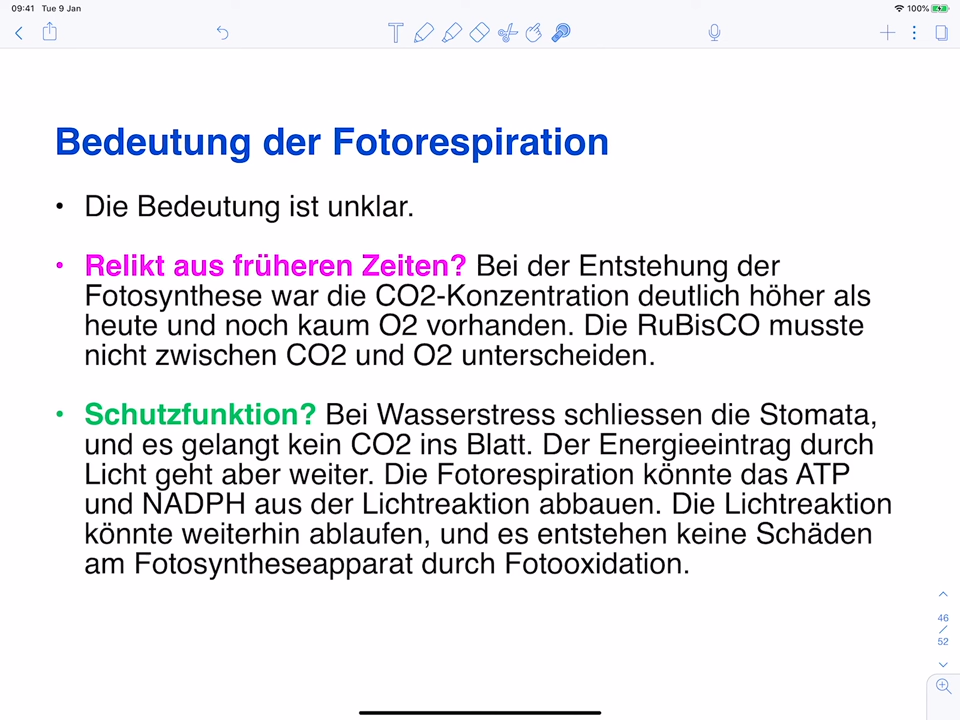 09:41 Tue 9 Jan
100%
Bedeutung der Fotorespiration
• Die Bedeutung ist unklar.
• Relikt aus früheren Zeiten? Bei der Entstehung der
Fotosynthese war die CO2-Konzentration deutlich höher als
heute und noch kaum O2 vorhanden. Die RuBisCO musste
nicht zwischen CO2 und O2 unterscheiden.
• Schutzfunktion? Bei Wasserstress schliessen die Stomata,
und es gelangt kein CO2 ins Blatt. Der Energieeintrag durch
Licht geht aber weiter. Die Fotorespiration könnte das ATP
und NADPH aus der Lichtreaktion abbauen. Die Lichtreaktion
könnte weiterhin ablaufen, und es entstehen keine Schäden
am Fotosyntheseapparat durch Fotooxidation.
46
/
52